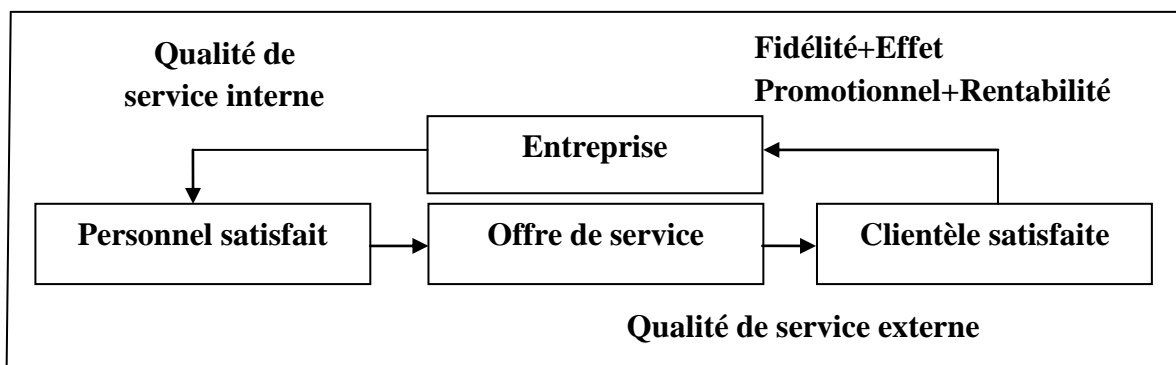 Qualité de
service interne
Fidélité+Effet
Promotionnel+Rentabilité
Entreprise
Personnel satisfait
Offre de service
Clientèle satisfaite
Qualité de service externe